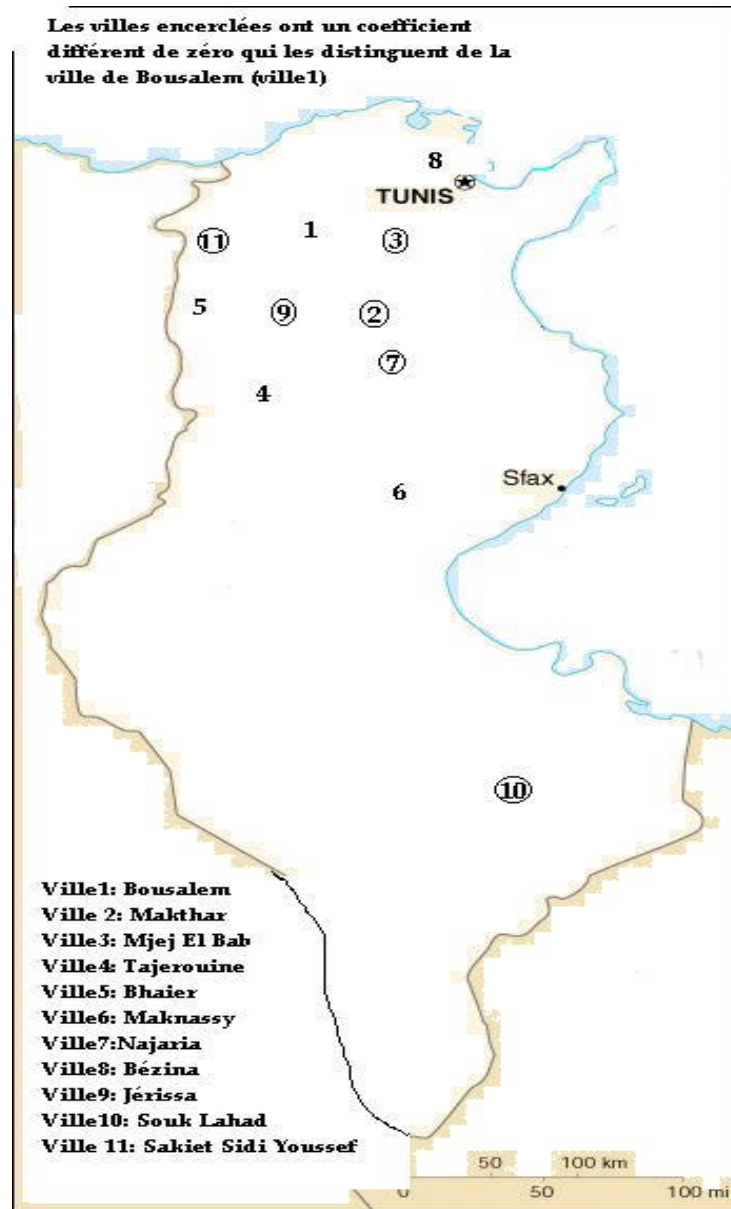 Les villes encerclées ont un coefficient
différent de zéro qui les distinguent de la
ville de Bousalem (ville1)
8
TUNIS
11
1
3
5
9
2
7
4
Sfax
6
10
Ville1: Bousalem
Ville 2: Makthar
Ville3: Mjej El Bab
Ville4: Tajerouine
Ville5: Bhaier
Ville6: Maknassy
Ville7:Najaria
Ville8: Bézina
Ville9: Jérissa
Ville10: Souk Lahad
Ville 11: Sakiet Sidi Youssef
50 100 km
0 50 100 mi